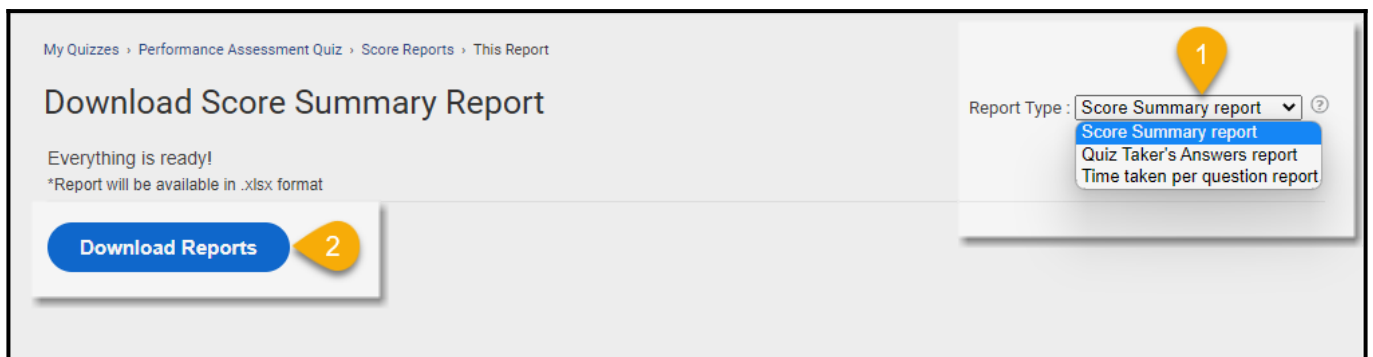 My Quizzes › Performance Assessment Quiz › Score Reports › This Report
1
Download Score Summary Report
Report Type : Score Summary report ?
Score Summary report
Quiz Taker's Answers report
Time taken per question report
Everything is ready!
*Report will be available in .xlsx format
Download Reports
2